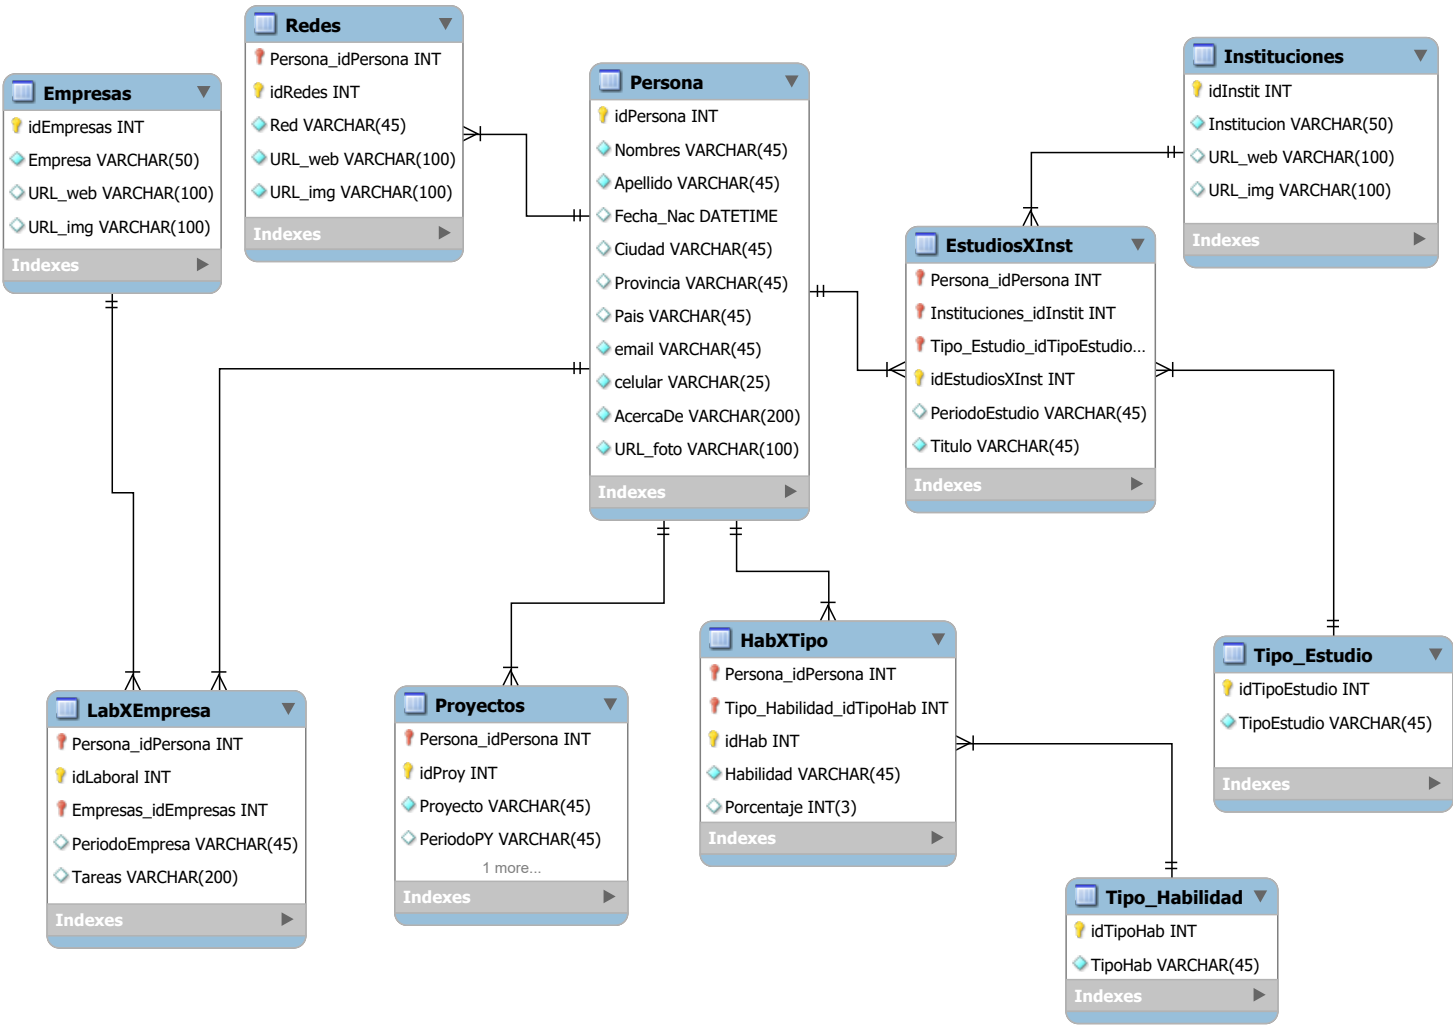 Redes
Persona_idPersona INT
idRedes INT
Red VARCHAR(45)
URL_web VARCHAR(100)
URL_img VARCHAR(100)
Indexes
Empresas
idEmpresas INT
Empresa VARCHAR(50)
URL_web VARCHAR(100)
URL_img VARCHAR(100)
Indexes
Persona
idPersona INT
Nombres VARCHAR(45)
Apellido VARCHAR(45)
Fecha_Nac DATETIME
Ciudad VARCHAR(45)
Provincia VARCHAR(45)
Pais VARCHAR(45)
email VARCHAR(45)
celular VARCHAR(25)
AcercaDe VARCHAR(200)
URL_foto VARCHAR(100)
Indexes
Instituciones
idInstit INT
Institucion VARCHAR(50)
URL_web VARCHAR(100)
URL_img VARCHAR(100)
Indexes
EstudiosXInst
Persona_idPersona INT
Instituciones_idInstit INT
Tipo_Estudio_idTipoEstudio...
idEstudiosXInst INT
PeriodoEstudio VARCHAR(45)
Titulo VARCHAR(45)
Indexes
LabXEmpresa
Persona_idPersona INT
idLaboral INT
Empresas_idEmpresas INT
PeriodoEmpresa VARCHAR(45)
Tareas VARCHAR(200)
Indexes
Proyectos
Persona_idPersona INT
idProy INT
Proyecto VARCHAR(45)
PeriodoPY VARCHAR(45)
1 more...
Indexes
HabXTipo
Persona_idPersona INT
Tipo_Habilidad_idTipoHab INT
idHab INT
Habilidad VARCHAR(45)
Porcentaje INT(3)
Indexes
Tipo_Estudio
idTipoEstudio INT
TipoEstudio VARCHAR(45)
Indexes
Tipo_Habilidad
idTipoHab INT
TipoHab VARCHAR(45)
Indexes